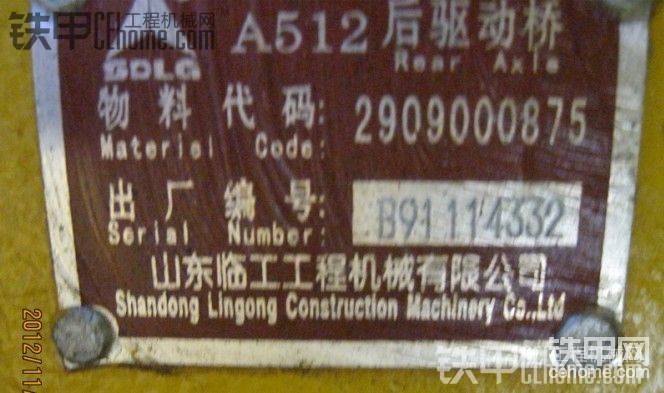 铁甲 工程机械网
CEhome.com
A512 后驱动桥
SDLG
Rear Axle
物料代码: 2909000875
Material Code:
出厂编号: B91114332
Serial Number:
山东临工工程机械有限公司
Shandong Lingong Construction Machinery Co.,Ltd
2012/11/
铁甲网
铁甲 CEhome.com